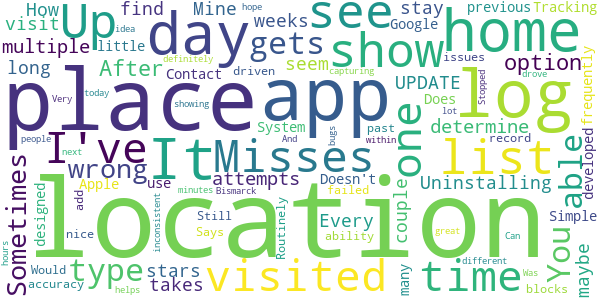 How Up day find Mine weeks see stay Google previous Tracking home
visit multiple little gets show Very
long After seem driven UPDATE option issues drove
place Contact app log Stopped frequently
I've It Does determine developed
wrong Misses System And past one record list able
Sometimes attempts Doesn't within bugs
designed Apple use minutes failed Every couple Uninstalling You
people today showing definitely capturing idea hope
location
add Still Bismarck inconsistent Routinely ability next Simple
nice type Says visited many time great Can maybe
Would stars different
accuracy takes Was blocks
hours helps lot